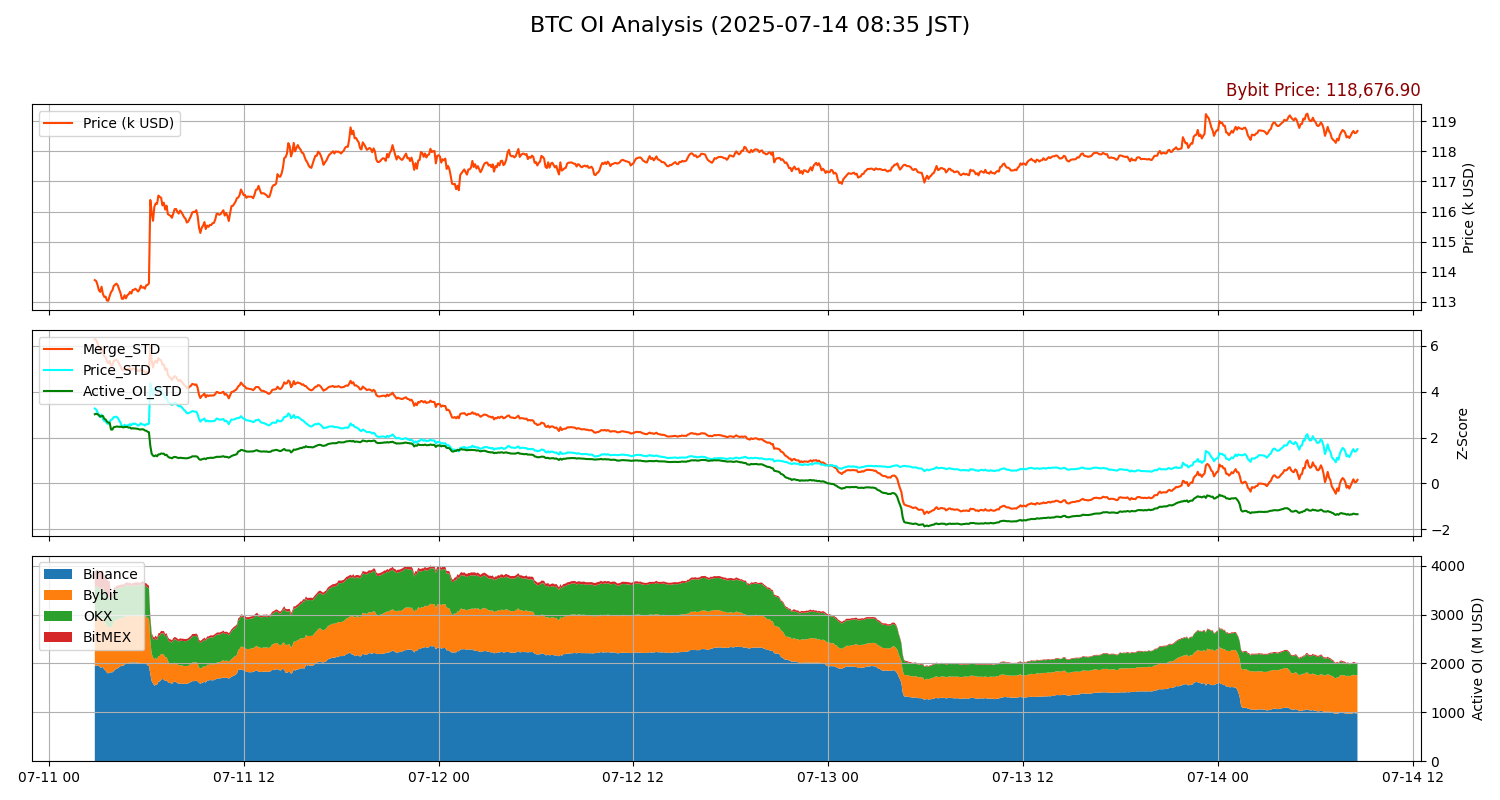 BTC OI Analysis (2025-07-14 08:35 JST)
Bybit Price: 118,676.90
Price (k USD)
119
118
117
116
115
114
113
Price (k USD)
Merge_STD
Price_STD
Active_OI_STD
6
4
2
0
−2
Z-Score
Binance
Bybit
OKX
BitMEX
4000
3000
2000
1000
0
Active OI (M USD)
07-11 00
07-11 12
07-12 00
07-12 12
07-13 00
07-13 12
07-14 00
07-14 12